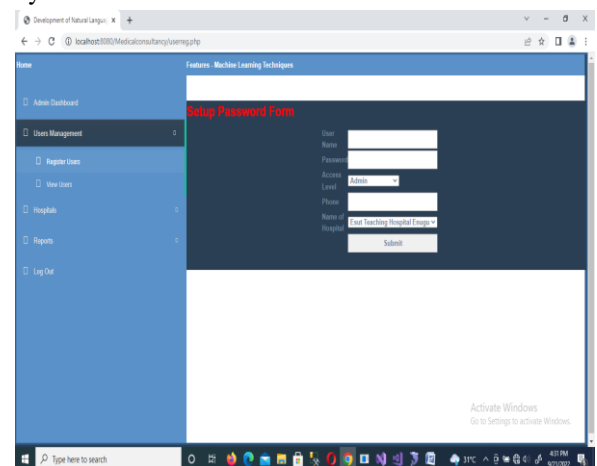 Development of Natural Languag
localhost:8080/Medicalconsultancy/userreg.php
Home
Features - Machine Learning Techniques
Admin Dashboard
Users Management
Register Users
View Users
Hospitals
Reports
Log Out
Setup Password Form
User Name
Password
Access Level
Admin
Phone
Name of Hospital
Esut Teaching Hospital Enugu
Submit
Activate Windows
Go to Settings to activate Windows.
Type here to search
31°C
4:31 PM